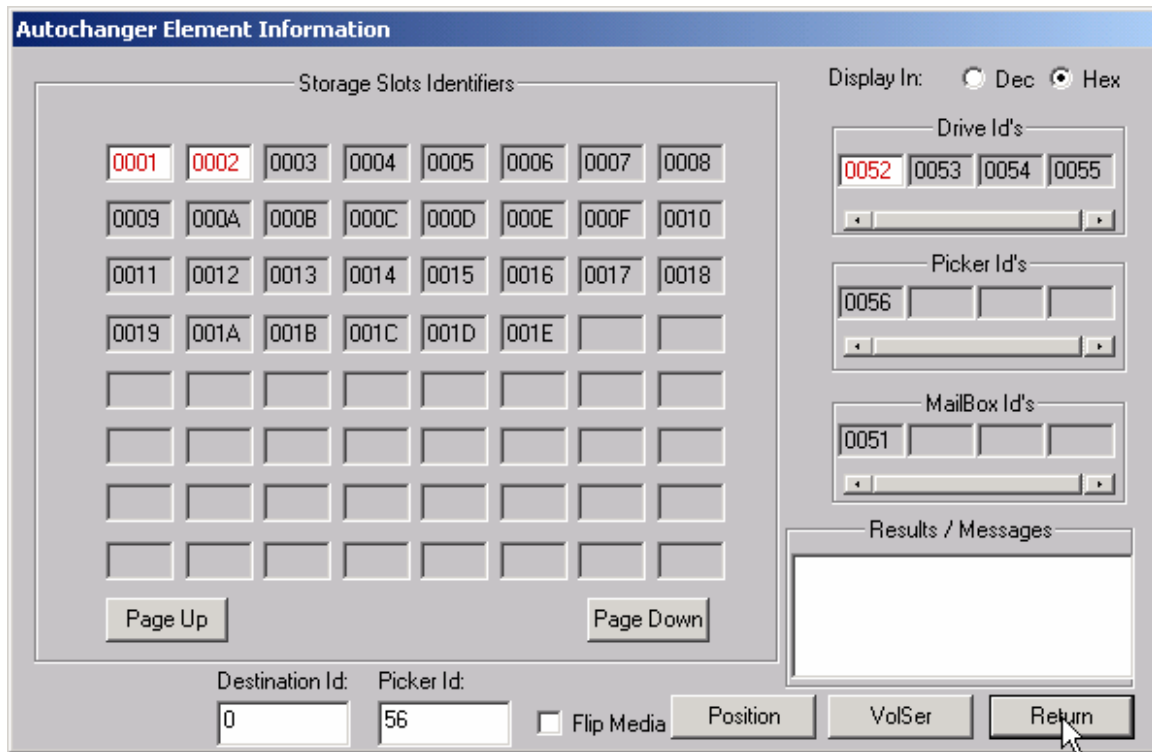 Autochanger Element Information
Storage Slots Identifiers
0001 0002 0003 0004 0005 0006 0007 0008
0009 000A 000B 000C 000D 000E 000F 0010
0011 0012 0013 0014 0015 0016 0017 0018
0019 001A 001B 001C 001D 001E
Page Up Page Down
Display In: Dec Hex
Drive Id's
0052 0053 0054 0055
Picker Id's
0056
MailBox Id's
0051
Results / Messages
Destination Id: Picker Id:
0 56 Flip Media Position VolSer Return